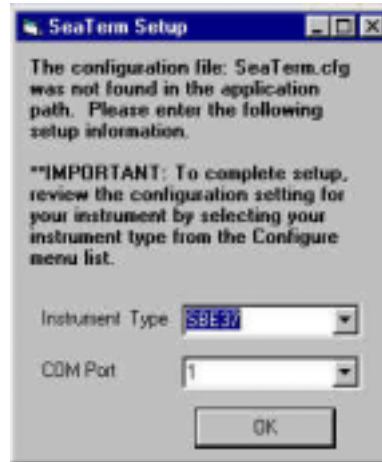 SeaTerm Setup
The configuration file: SeaTerm.cfg
was not found in the application
path. Please enter the following
setup information.
**IMPORTANT: To complete setup,
review the configuration setting for
your instrument by selecting your
instrument type from the Configure
menu list.
Instrument Type SBE37
COM Port 1
OK